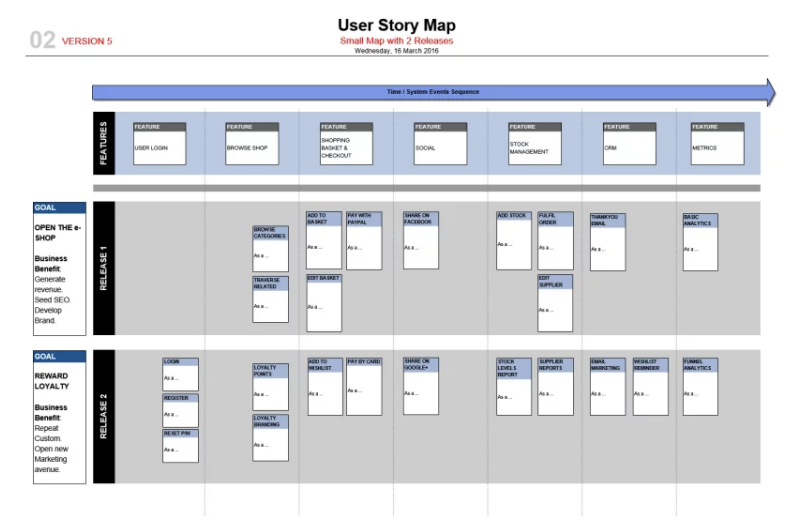 User Story Map
02 VERSION 5
Small Map with 2 Releases
Wednesday, 16 March 2016
Time / System Events Sequence
FEATURES
FEATURE
USER LOGIN
FEATURE
BROWSE SHOP
FEATURE
SHOPPING
BASKET &
CHECKOUT
FEATURE
SOCIAL
FEATURE
STOCK
MANAGEMENT
FEATURE
CRM
FEATURE
METRICS
GOAL
OPEN THE e-
SHOP
Business
Benefit:
Generate
revenue.
Seed SEO.
Develop
Brand.
RELEASE 1
BROWSE
CATEGORIES
As a ...
TRAVERSE
RELATED
As a ...
ADD TO
BASKET
As a ...
PAY WITH
PAYPAL
As a ...
EDIT BASKET
As a ...
SHARE ON
FACEBOOK
As a ...
ADD STOCK
As a ...
FULFIL
ORDER
As a ...
EDIT
SUPPLIER
As a ...
THANKYOU
EMAIL
As a ...
BASIC
ANALYTICS
As a ...
GOAL
REWARD
LOYALTY
Business
Benefit:
Repeat
Custom.
Open new
Marketing
avenue.
RELEASE 2
LOGIN
As a ...
REGISTER
As a ...
RESET PW
As a ...
LOYALTY
POINTS
As a ...
LOYALTY
BRANDING
As a ...
ADD TO
WISHLIST
As a ...
PAY BY CARD
As a ...
SHARE ON
GOOGLE+
As a ...
STOCK
LEVELS
REPORT
As a ...
SUPPLIER
REPORTS
As a ...
EMAIL
MARKETING
As a ...
WISHLIST
REMINDER
As a ...
FUNNEL
ANALYTICS
As a ...